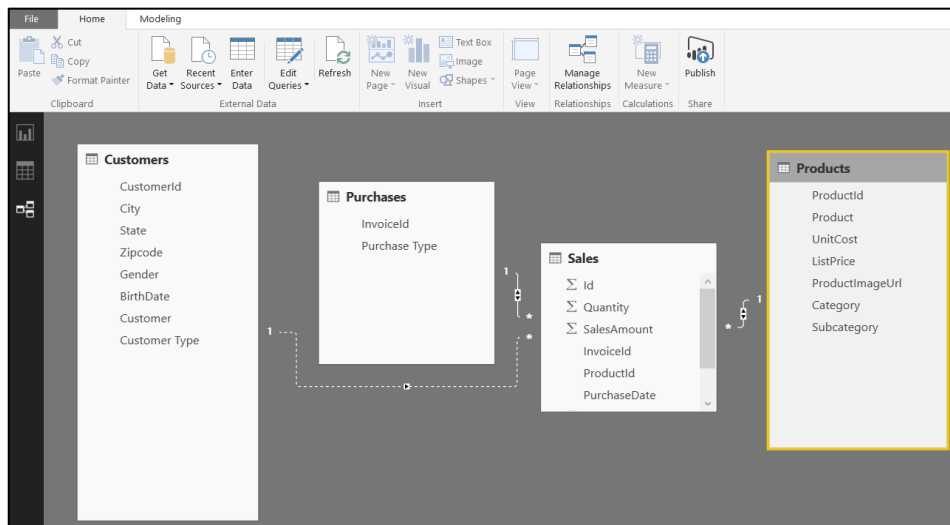 File Home Modeling
Paste
Cut
Copy
Format Painter
Clipboard
Get Data
Recent Sources
Enter Data
Edit Queries
Refresh
External Data
New Page
New Visual
Text Box
Image
Shapes
Insert
Page View
View
Manage Relationships
Relationships
New Measure
Calculations
Publish
Share
Customers
CustomerId
City
State
Zipcode
Gender
BirthDate
Customer
Customer Type
1
Purchases
InvoiceId
Purchase Type
1
*
*
Sales
Σ Id
Σ Quantity
Σ SalesAmount
InvoiceId
ProductId
PurchaseDate
*
1
Products
ProductId
Product
UnitCost
ListPrice
ProductImageUrl
Category
Subcategory